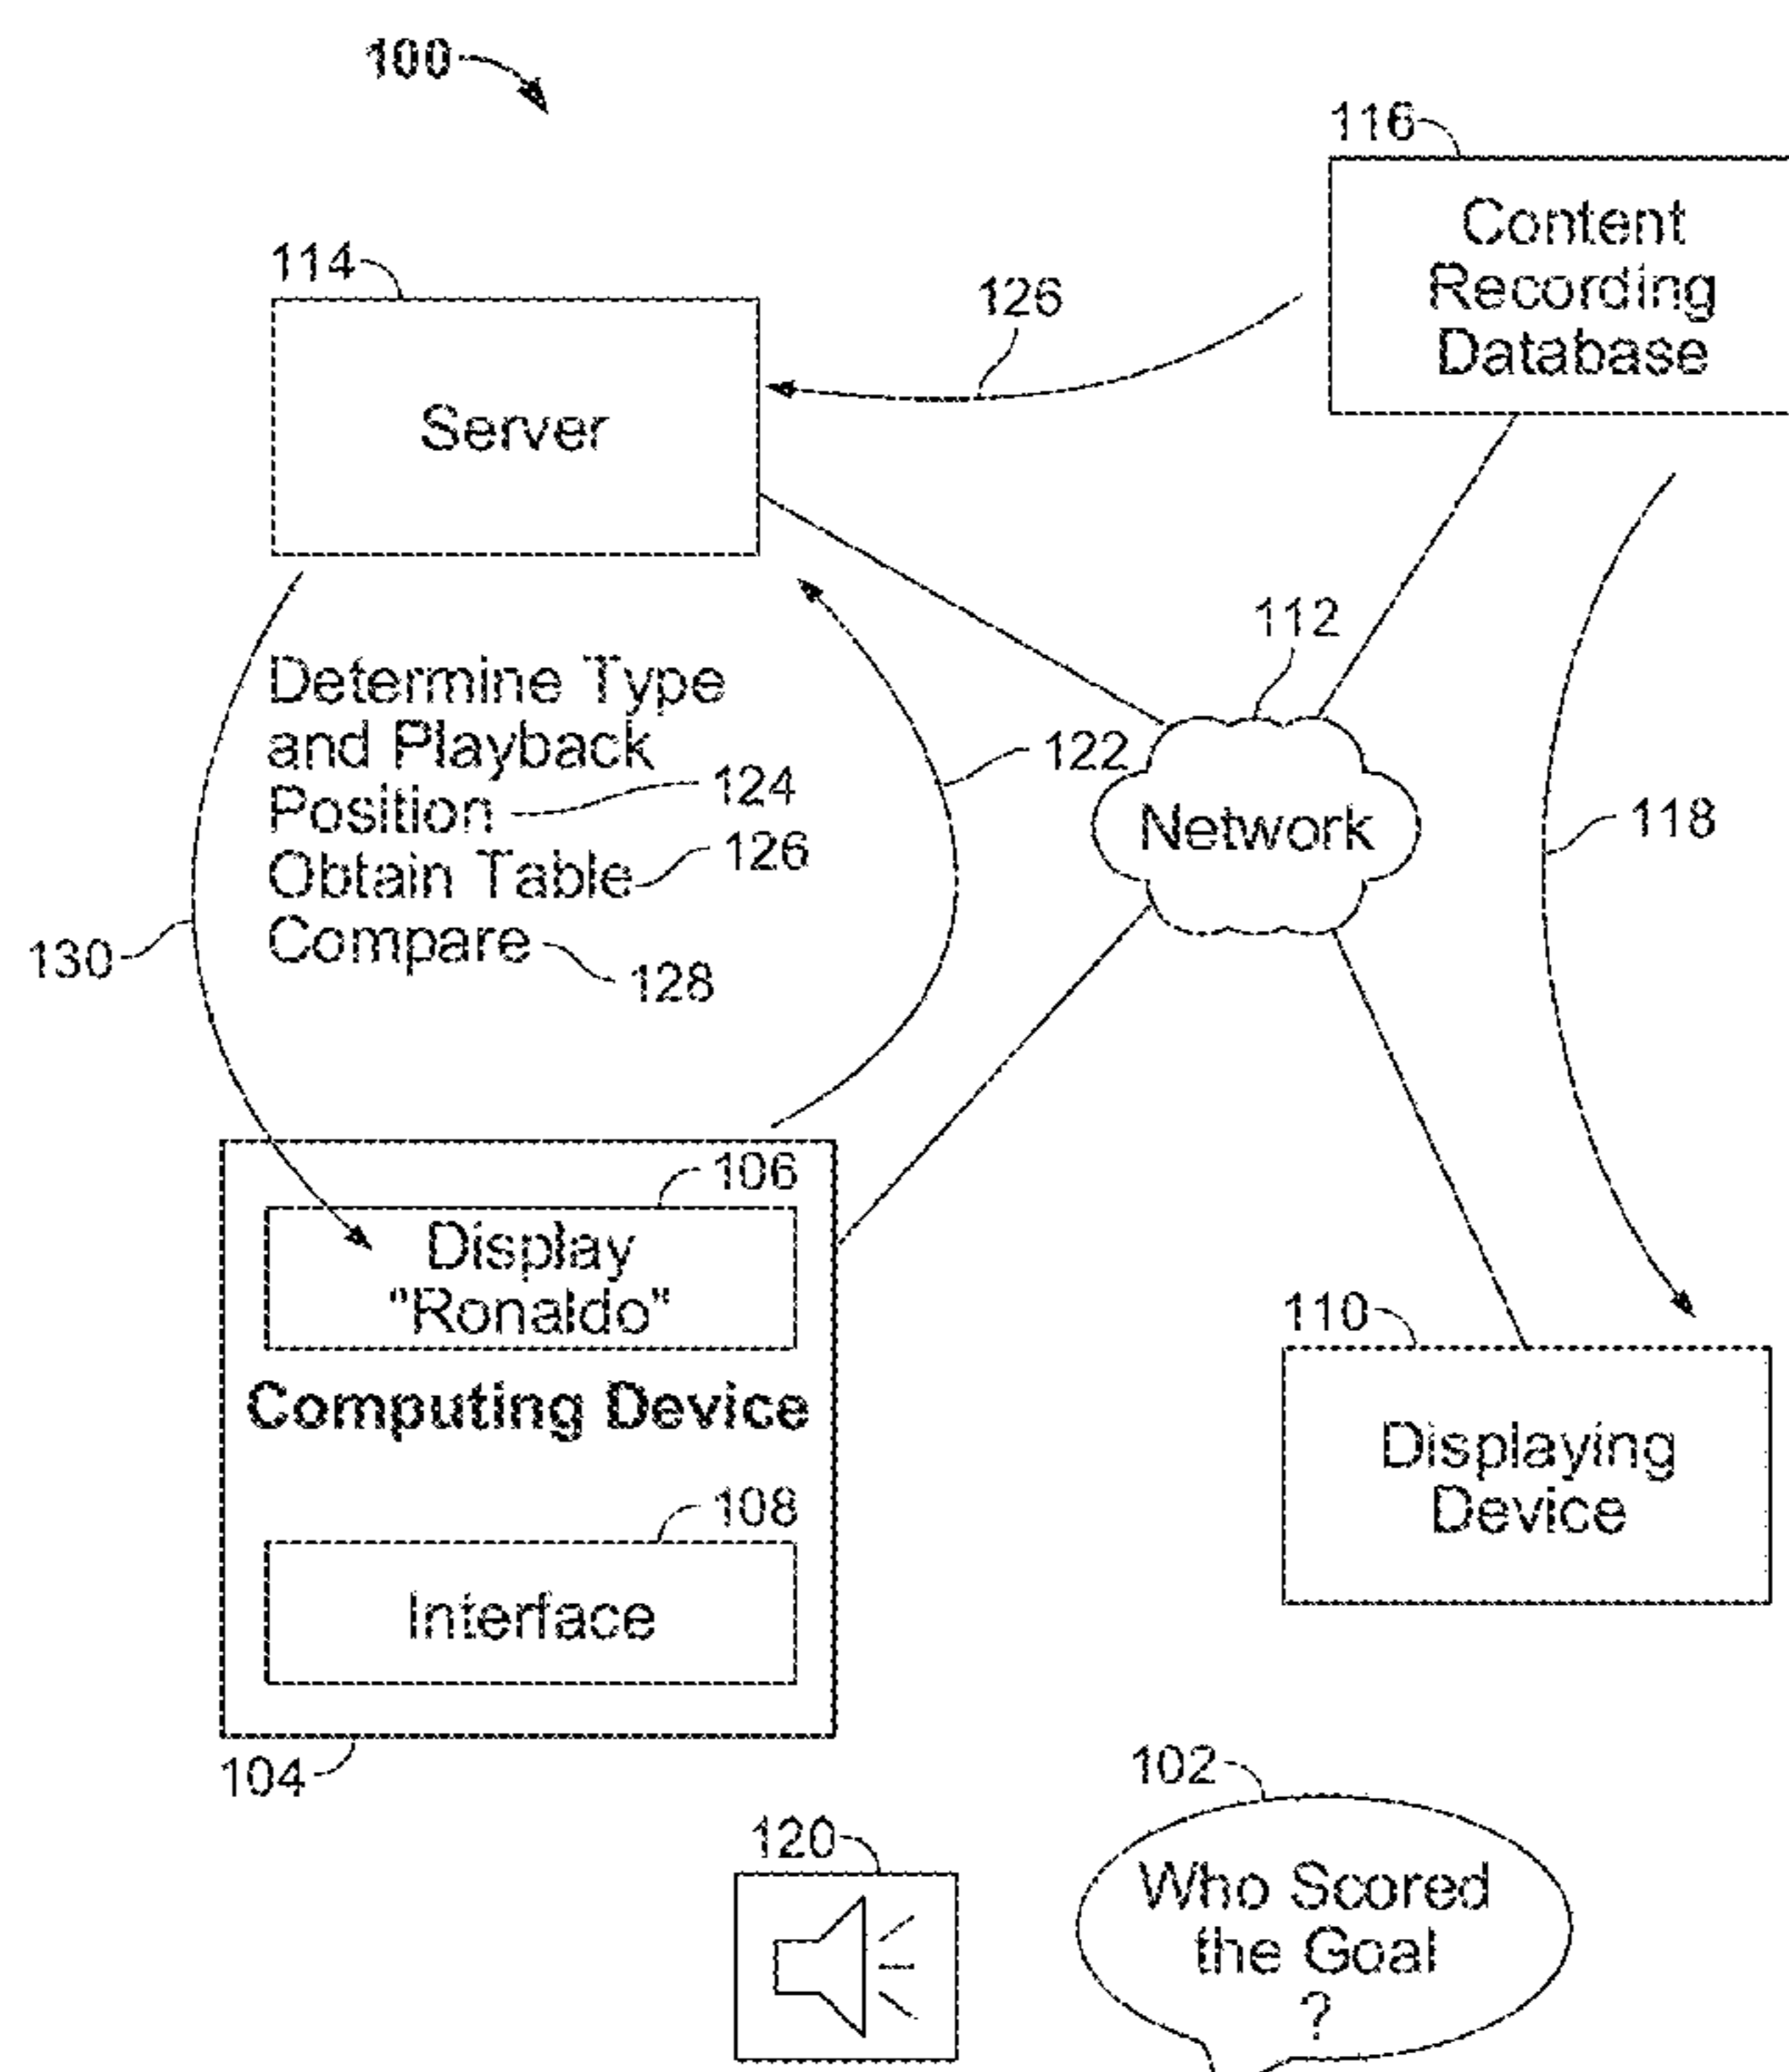 100
116
Content
Recording
Database
114
126
Server
112
Determine Type
and Playback
Position
124
Obtain Table
126
Compare
128
122
Network
118
130
106
Display
"Ronaldo"
Computing Device
108
Interface
104
110
Displaying
Device
102
120
Who Scored
the Goal
?